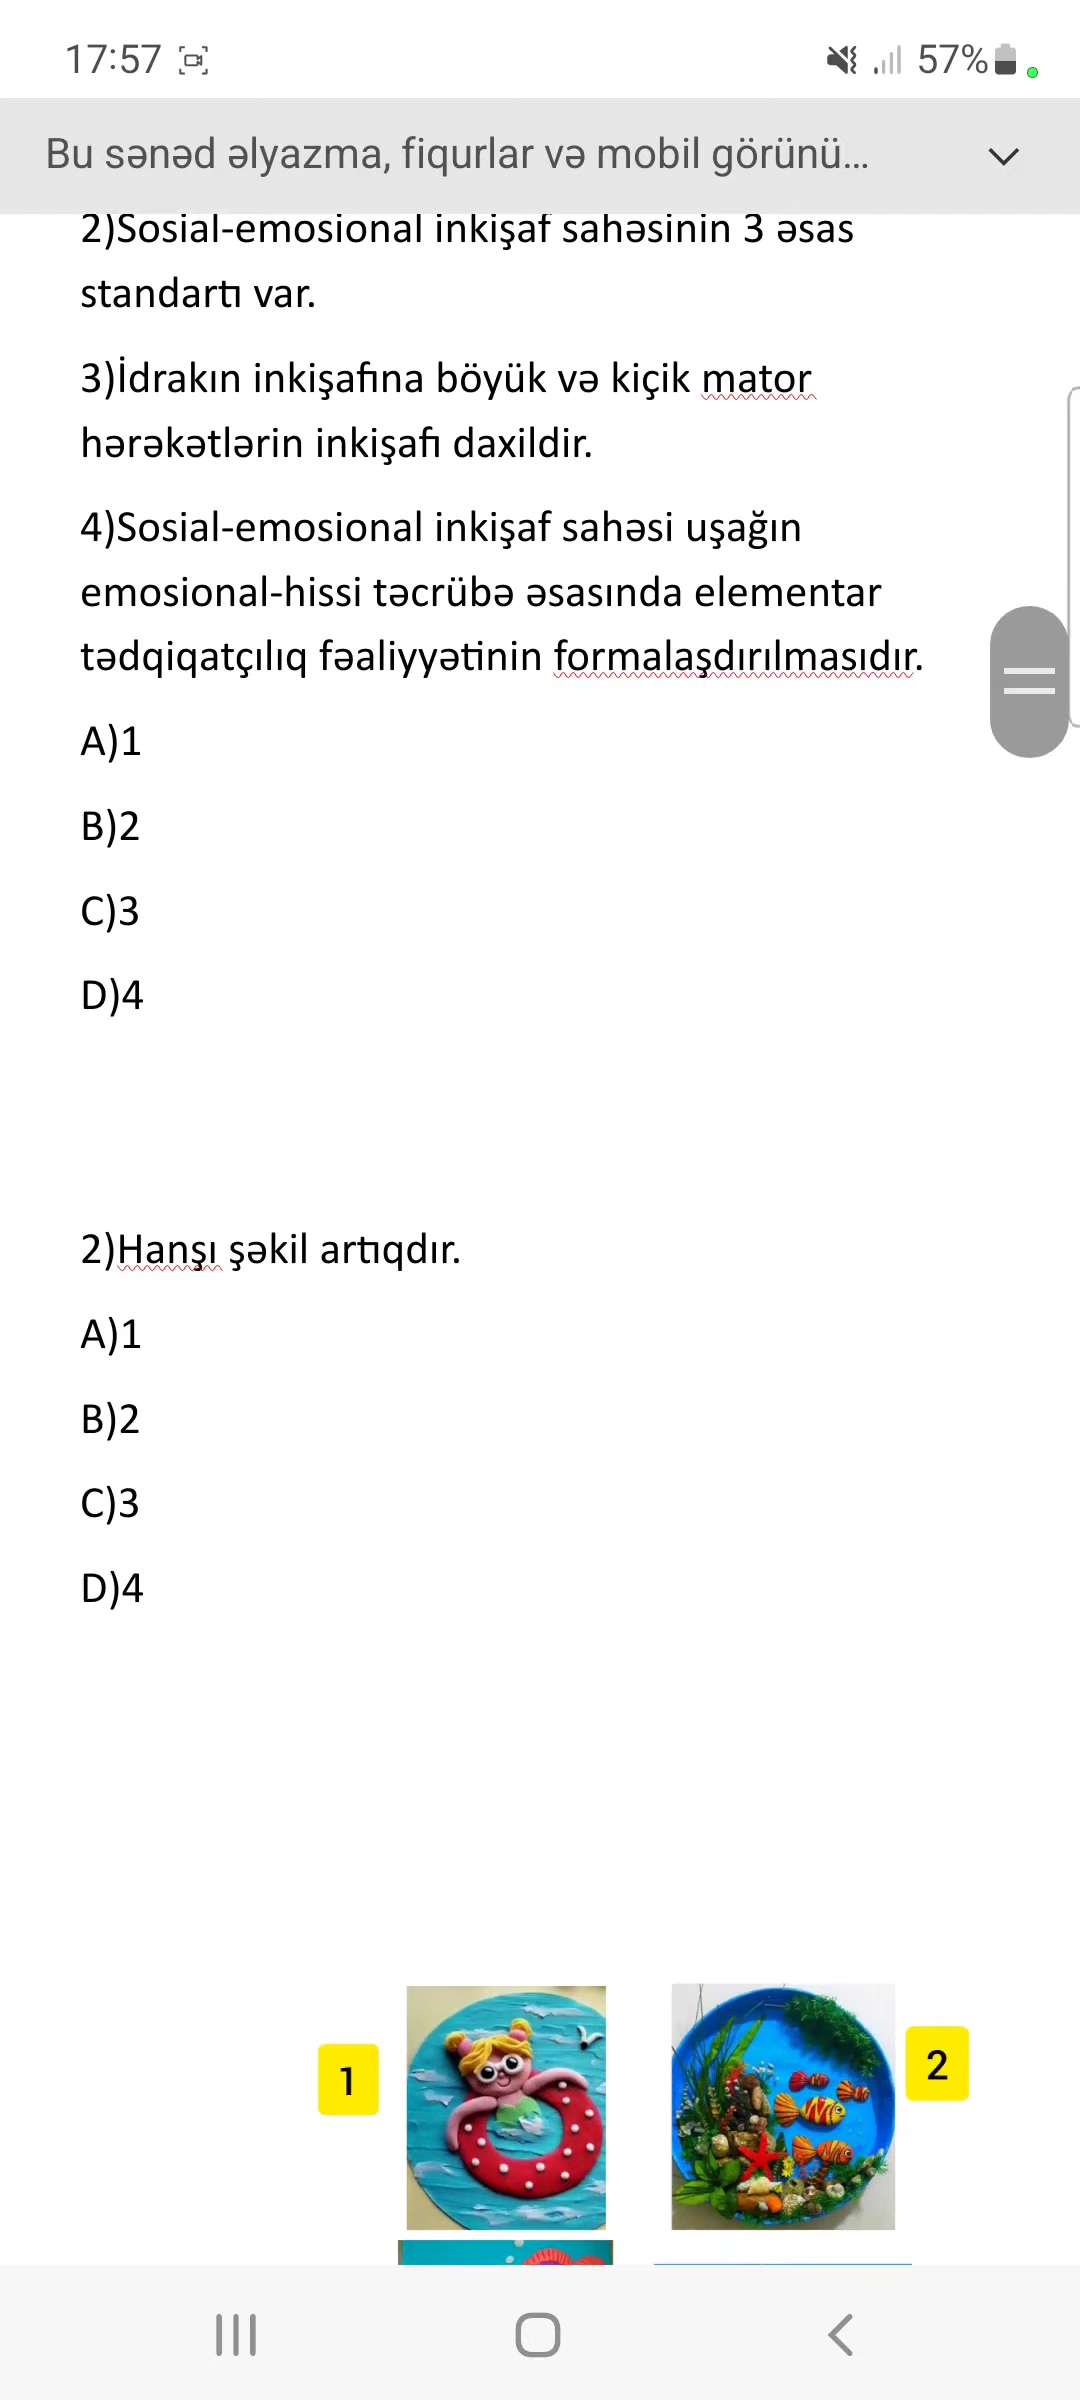 17:57
57%
Bu sənəd əlyazma, fiqurlar və mobil görünü...
2)Sosial-emosional inkişaf sahəsinin 3 əsas
standartı var.
3)İdrakın inkişafına böyük və kiçik mator
hərəkətlərin inkişafı daxildir.
4)Sosial-emosional inkişaf sahəsi uşağın
emosional-hissi təcrübə əsasında elementar
tədqiqatçılıq fəaliyyətinin formalaşdırılmasıdır.
A)1
B)2
C)3
D)4
2)Hanşı şəkil artıqdır.
A)1
B)2
C)3
D)4
1
2